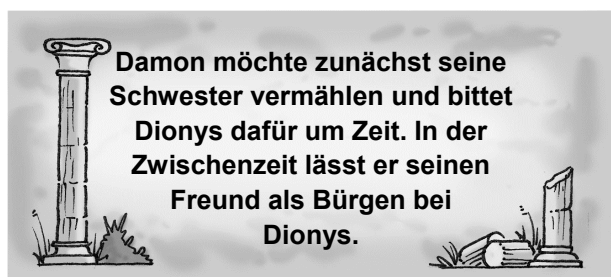 Damon möchte zunächst seine
Schwester vermählen und bittet
Dionys dafür um Zeit. In der
Zwischenzeit lässt er seinen
Freund als Bürgen bei
Dionys.